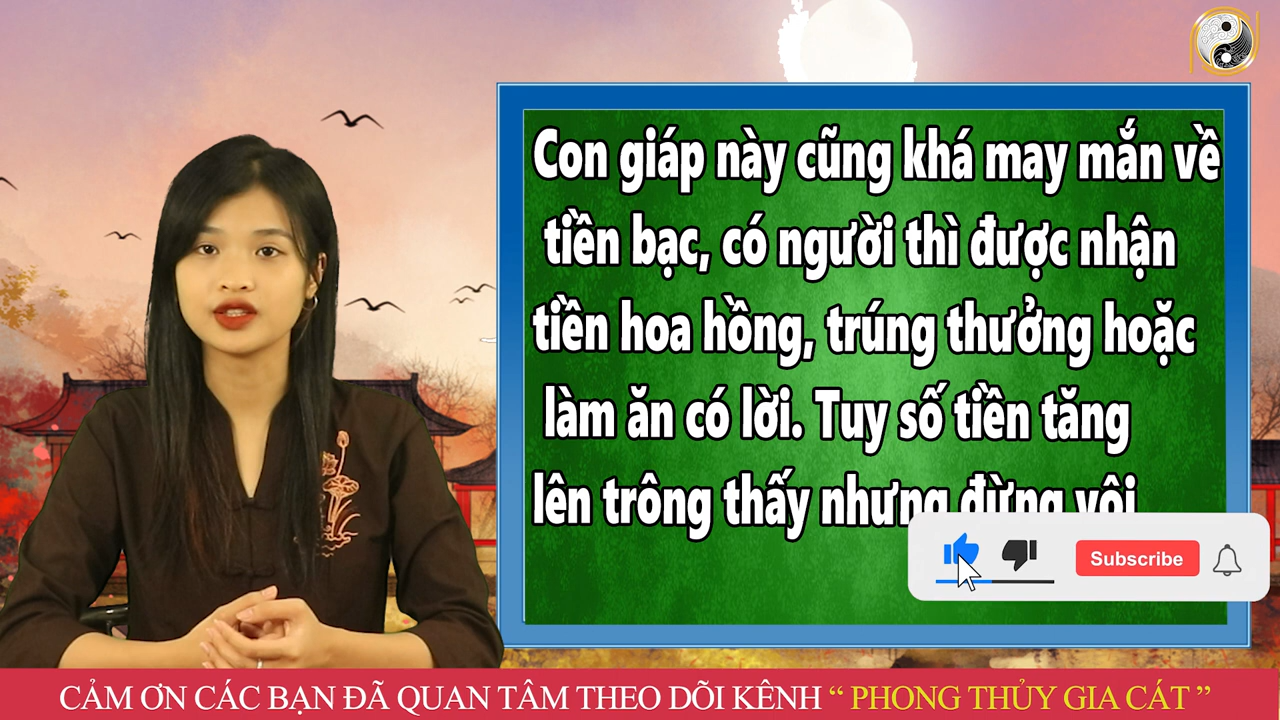 Con giáp này cũng khá may mắn về
tiền bạc, có người thì được nhận
tiền hoa hồng, trúng thưởng hoặc
làm ăn có lời. Tuy số tiền tăng
lên trông thấy nhưng đừng vội
Subscribe
CẢM ƠN CÁC BẠN ĐÃ QUAN TÂM THEO DÕI KÊNH “ PHONG THỦY GIA CÁT ”